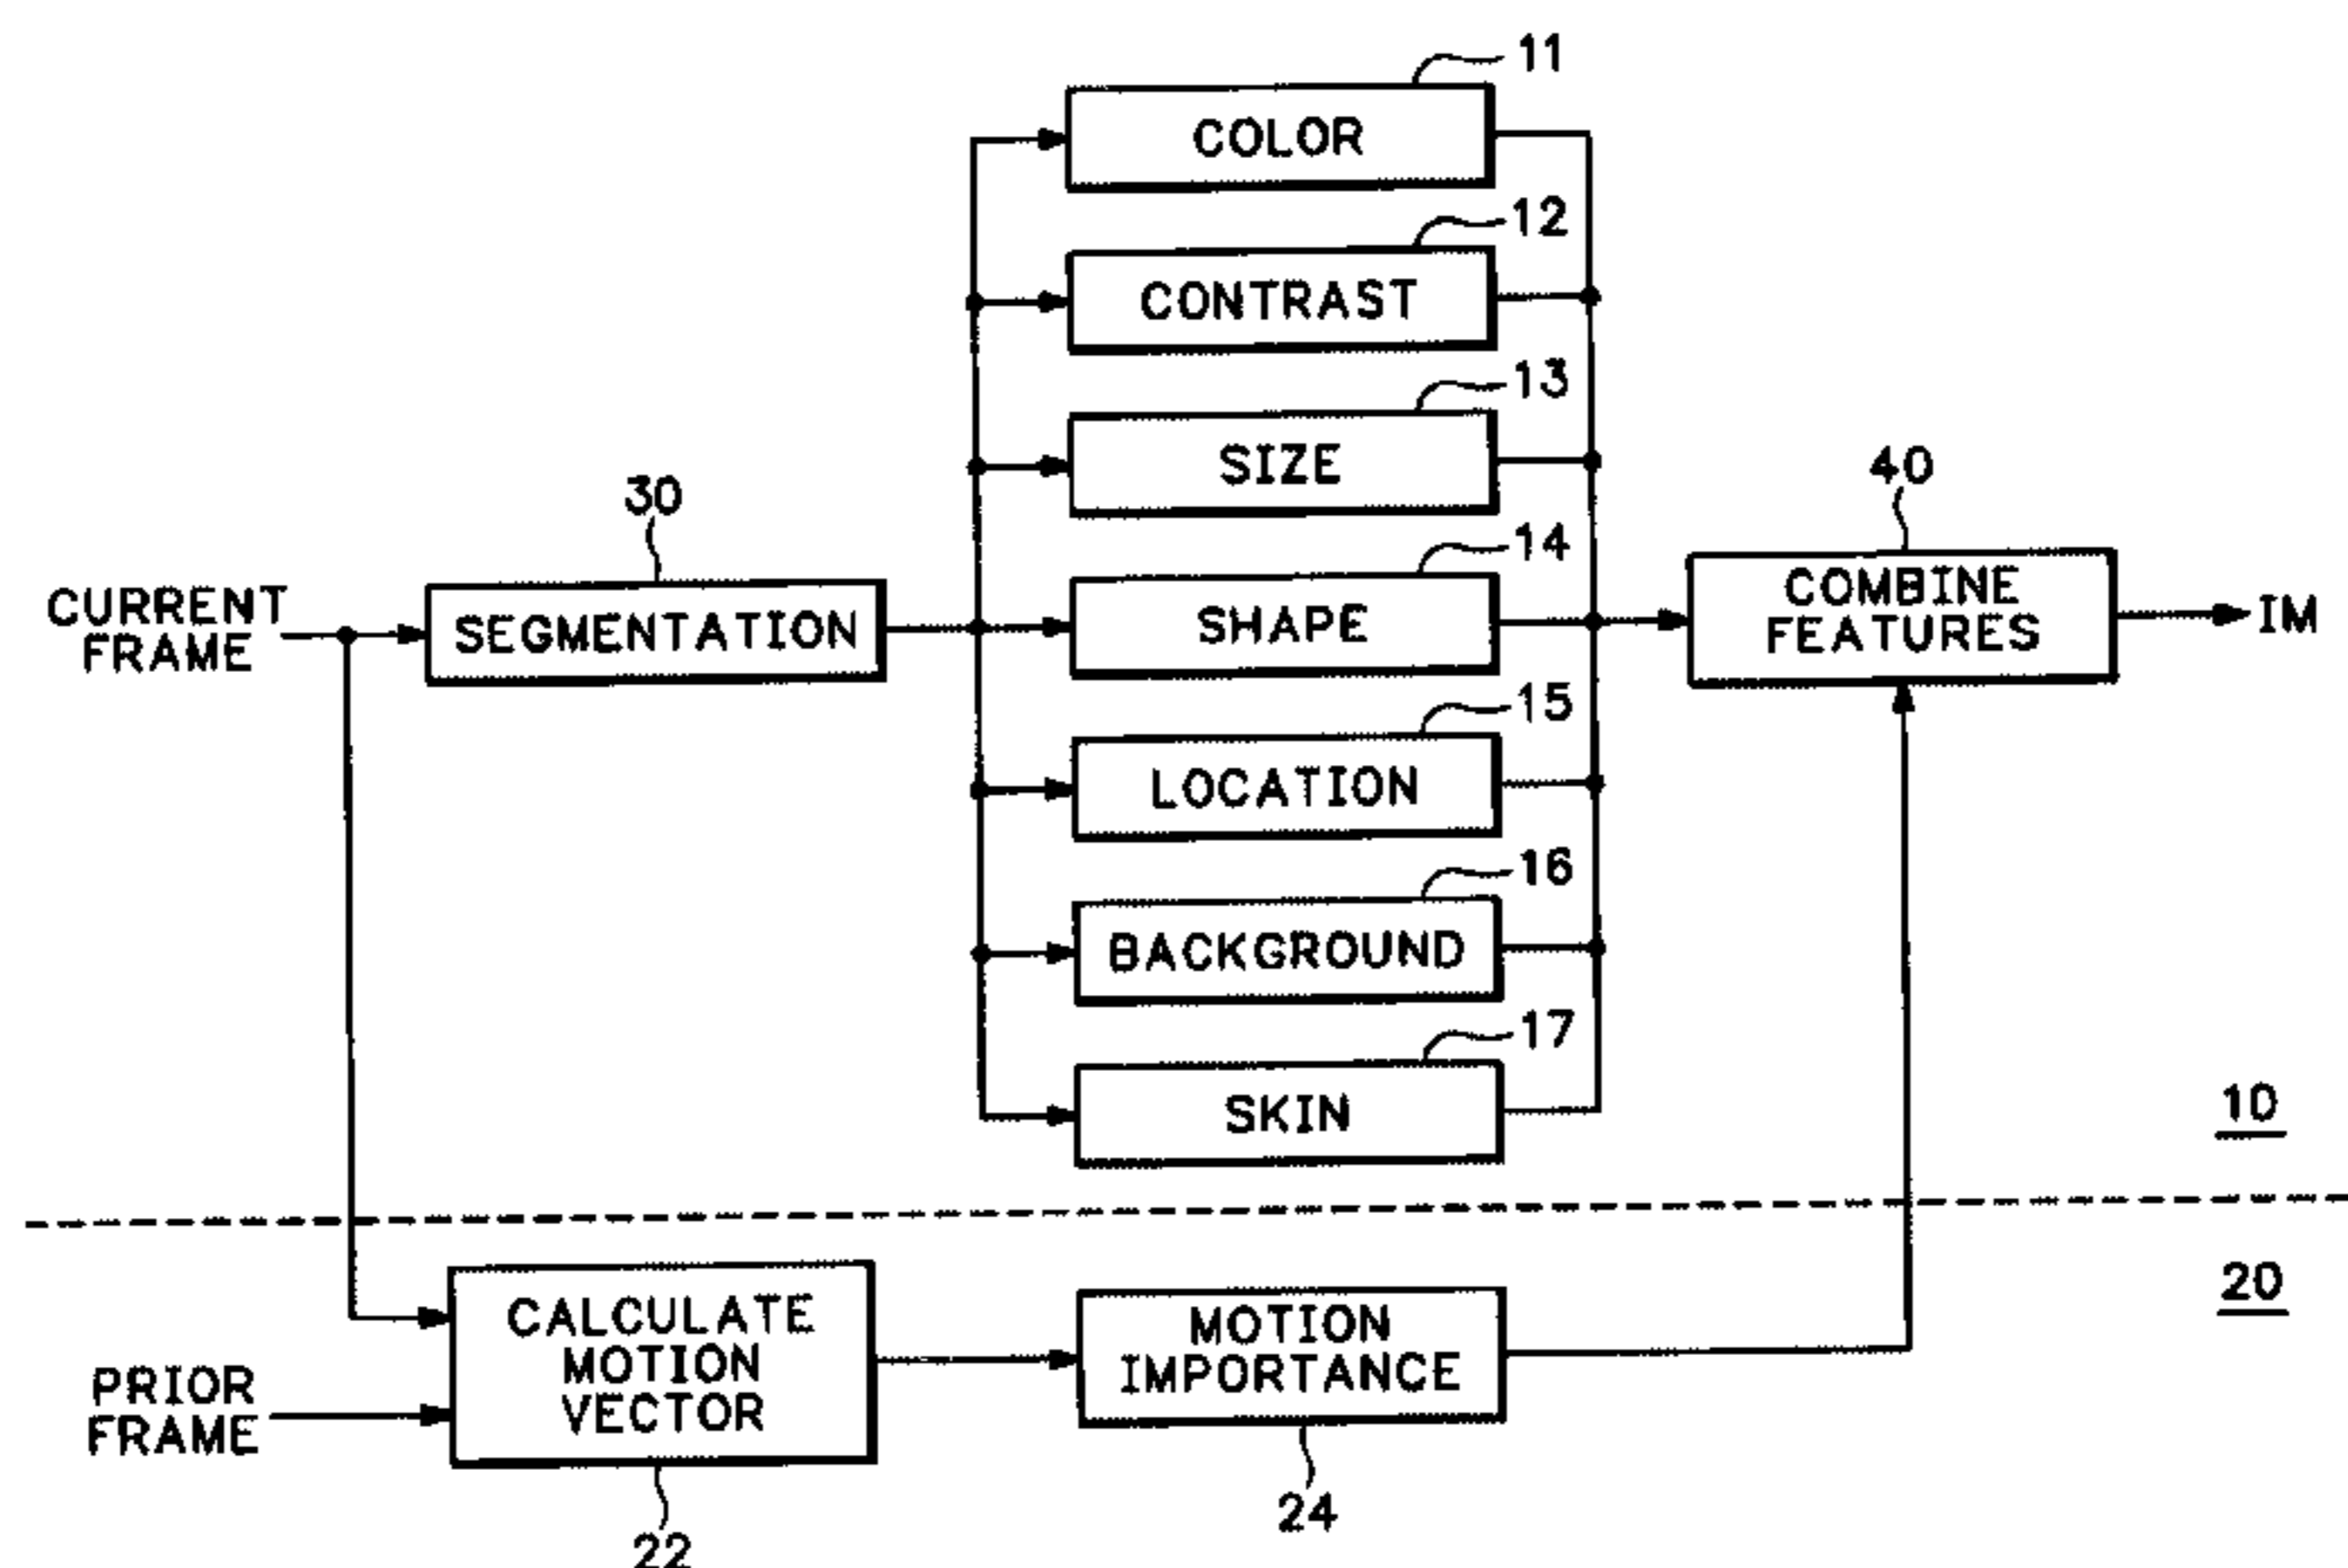 11
COLOR
12
CONTRAST
13
SIZE
30
14
40
CURRENT
FRAME
SEGMENTATION
SHAPE
COMBINE
FEATURES
IM
15
LOCATION
16
BACKGROUND
17
SKIN
10
20
CALCULATE
MOTION
VECTOR
MOTION
IMPORTANCE
PRIOR
FRAME
24
22